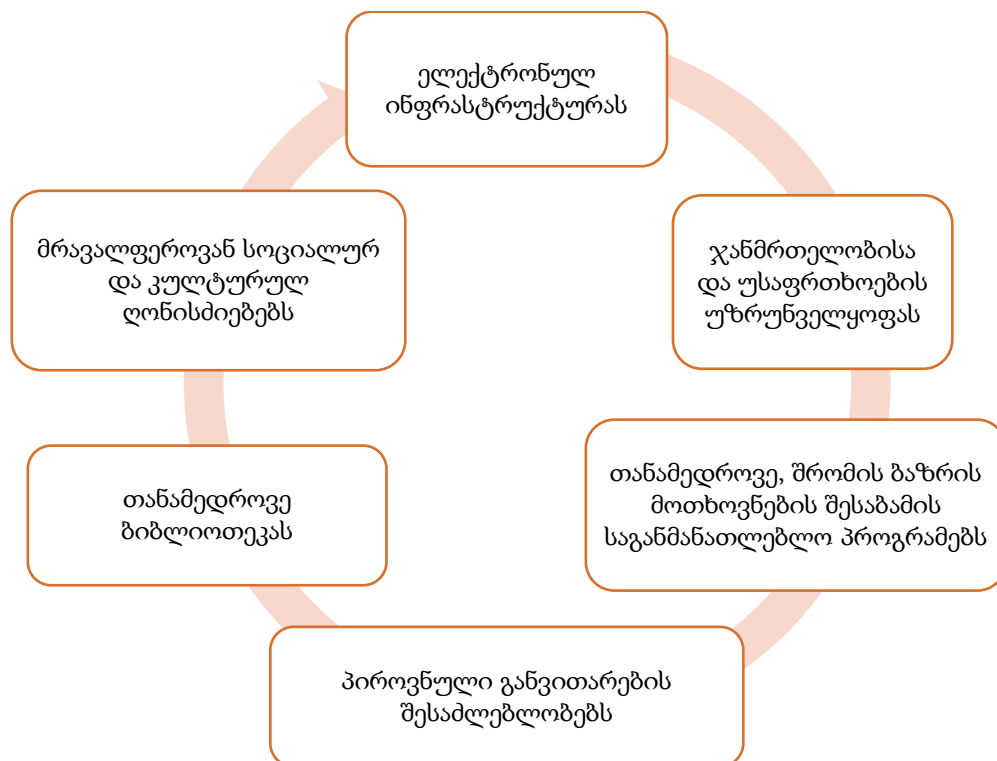 ელექტრონულ
ინფრასტრუქტურას
ჯანმრთელობისა
და უსაფრთხოების
უზრუნველყოფას
თანამედროვე, შრომის ბაზრის
მოთხოვნების შესაბამის
საგანმანათლებლო პროგრამებს
პიროვნული განვითარების
შესაძლებლობებს
თანამედროვე
ბიბლიოთეკას
მრავალფეროვან სოციალურ
და კულტურულ
ღონისძიებებს